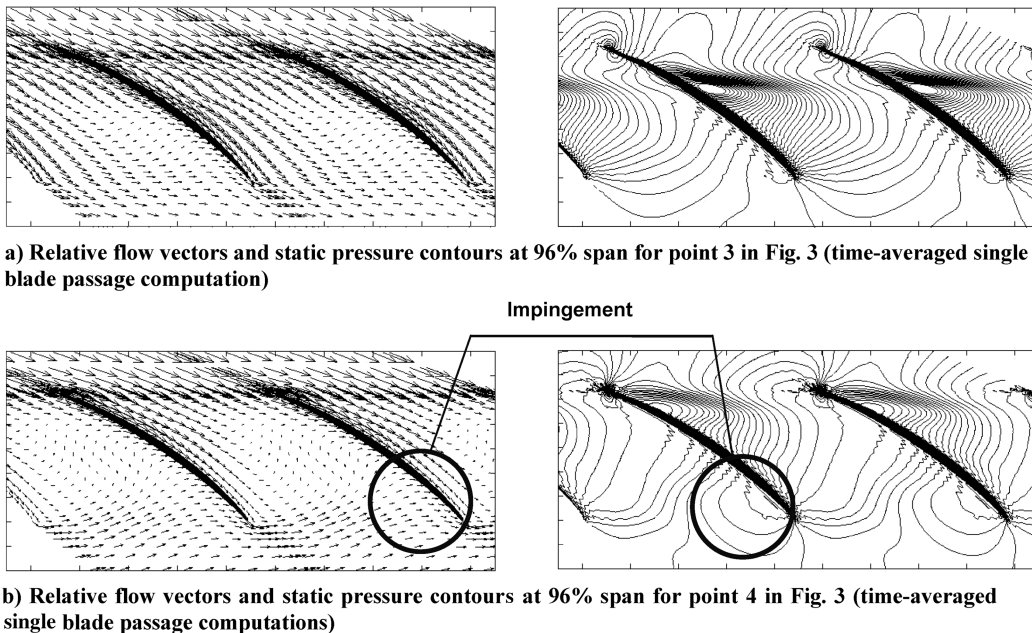 a) Relative flow vectors and static pressure contours at 96% span for point 3 in Fig. 3 (time-averaged single
blade passage computation)
Impingement
b) Relative flow vectors and static pressure contours at 96% span for point 4 in Fig. 3 (time-averaged
single blade passage computations)